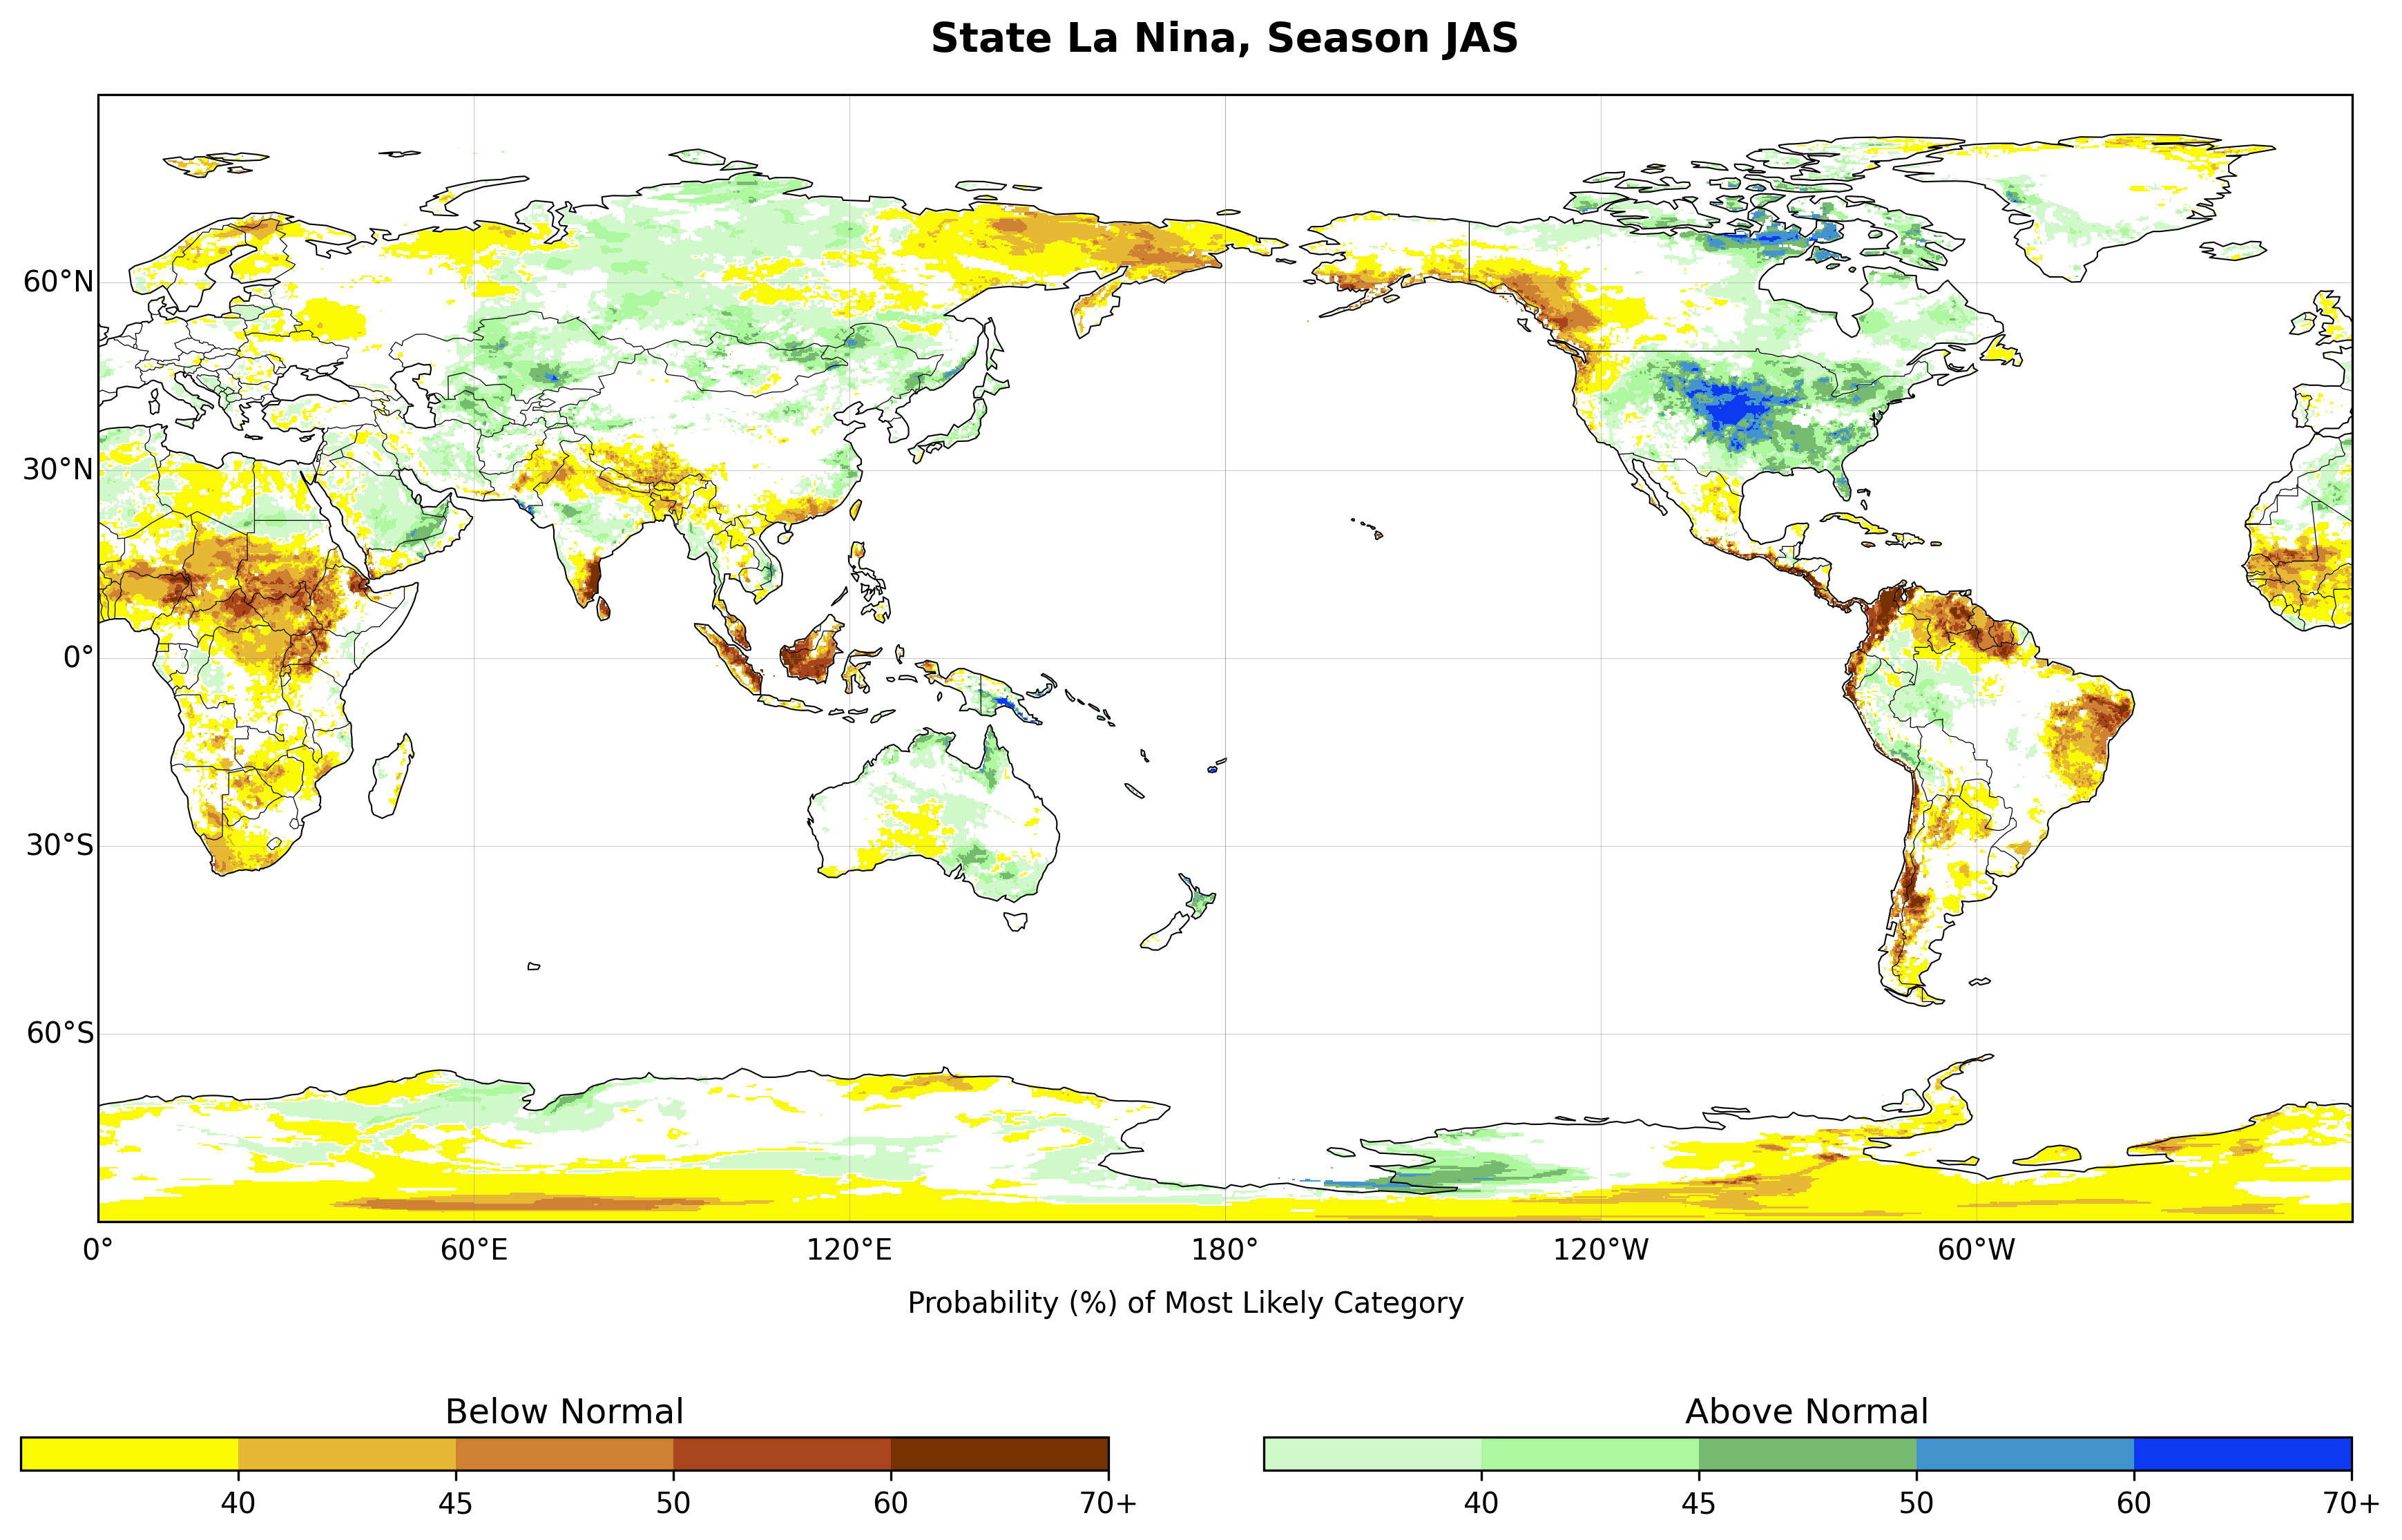 State La Nina, Season JAS
60°N
30°N
0°
30°S
60°S
0° 60°E 120°E 180° 120°W 60°W
Probability (%) of Most Likely Category
Below Normal Above Normal
40 45 50 60 70+ 40 45 50 60 70+